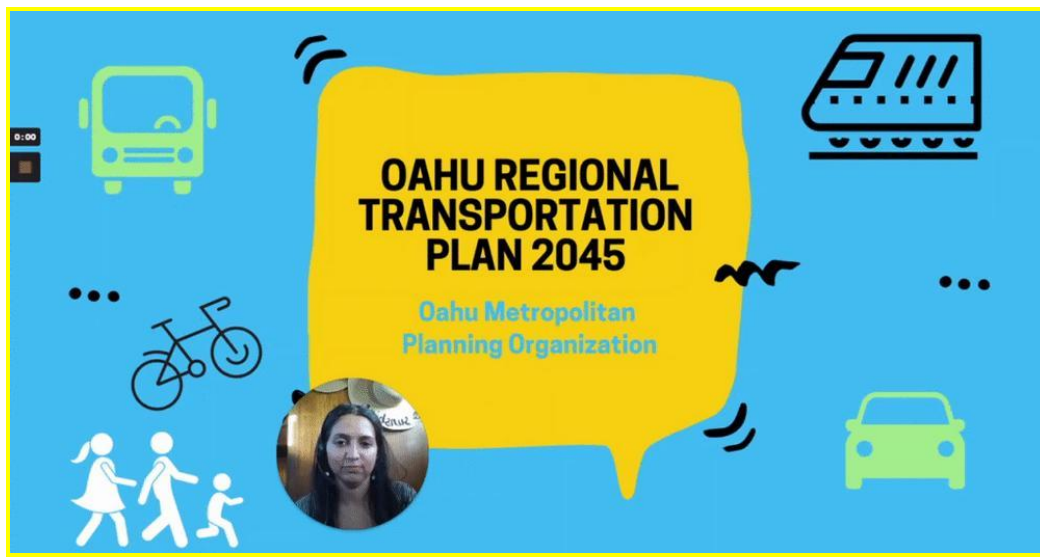 0:00
OAHU REGIONAL
TRANSPORTATION
PLAN 2045
Oahu Metropolitan
Planning Organization